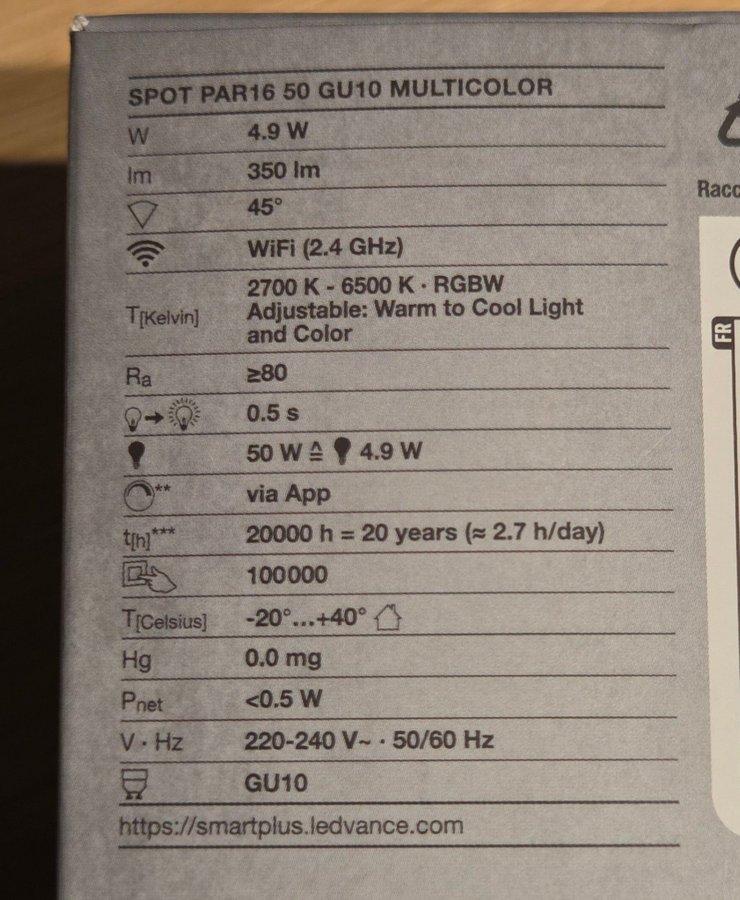 SPOT PAR16 50 GU10 MULTICOLOR
W 4.9 W
lm 350 lm
45°
WiFi (2.4 GHz)
2700 K - 6500 K · RGBW
T[Kelvin] Adjustable: Warm to Cool Light
and Color
Ra ≥80
0.5 s
50 W ≙ 4.9 W
** via App
t[h]*** 20000 h = 20 years (≈ 2.7 h/day)
100000
T[Celsius] -20°...+40°
Hg 0.0 mg
Pnet <0.5 W
V · Hz 220-240 V~ · 50/60 Hz
GU10
https://smartplus.ledvance.com
FR